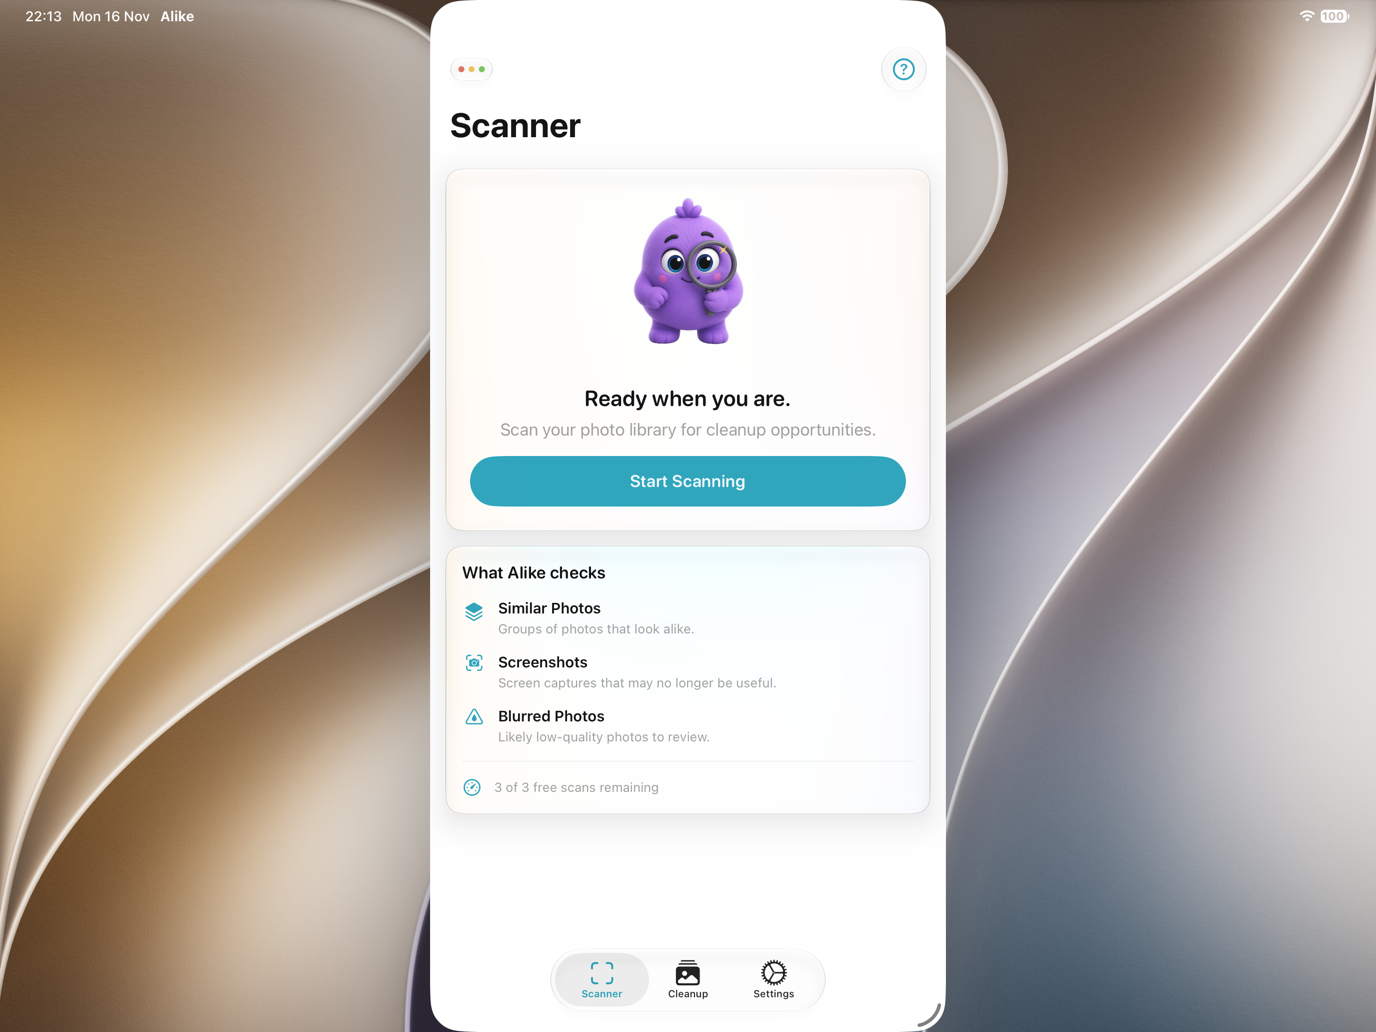 22:13 Mon 16 Nov Alike
100
?
Scanner
Ready when you are.
Scan your photo library for cleanup opportunities.
Start Scanning
What Alike checks
Similar Photos
Groups of photos that look alike.
Screenshots
Screen captures that may no longer be useful.
Blurred Photos
Likely low-quality photos to review.
3 of 3 free scans remaining
Scanner Cleanup Settings